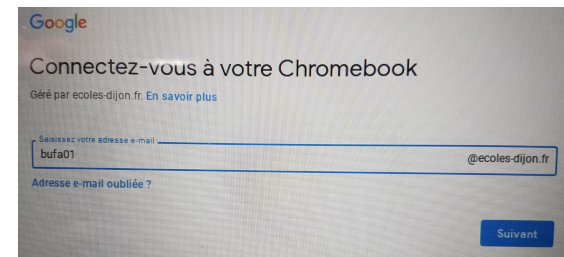 Google
Connectez-vous à votre Chromebook
Géré par ecoles-dijon.fr. En savoir plus
Saisissez votre adresse e-mail
bufa01 @ecoles-dijon.fr
Adresse e-mail oubliée ?
Suivant